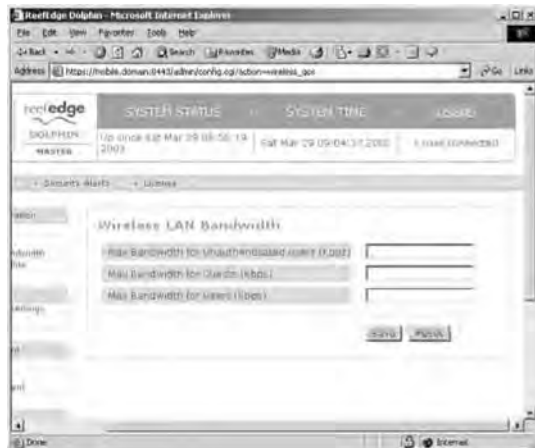 ReefEdge Dolphin - Microsoft Internet Explorer
File Edit View Favorites Tools Help
Back Search Favorites Media
Address https://mobile.domain:8443/admin/config.cgi?action=wireless_qos Go Links
reefedge
DOLPHIN
MASTER
SYSTEM STATUS SYSTEM TIME USERS
Up since Sat Mar 29 08:50:19
2003
Sat Mar 29 09:04:37 2003
1 user connected
Security Alerts License
Wireless LAN Bandwidth
Max Bandwidth for Unauthenticated Users (Kbps)
Max Bandwidth for Guests (Kbps)
Max Bandwidth for Users (Kbps)
Save Reset
Done Internet